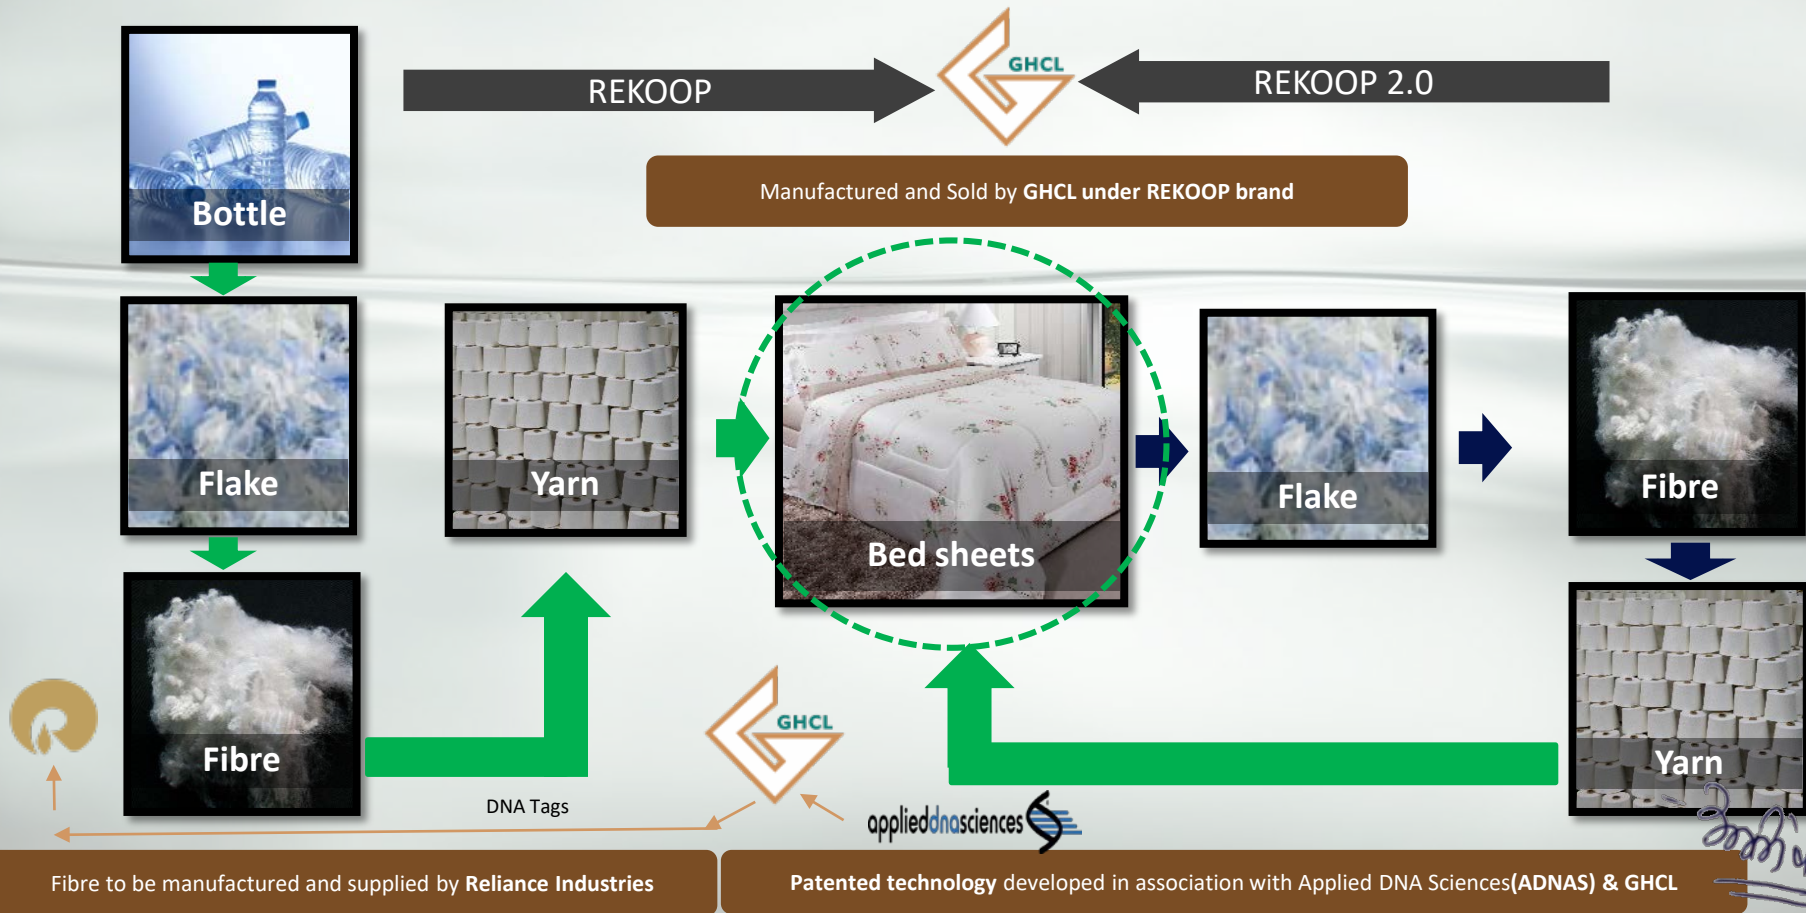 REKOOP
GHCL
REKOOP 2.0
Manufactured and Sold by GHCL under REKOOP brand
Bottle
Flake
Yarn
Bed sheets
Flake
Fibre
Fibre
DNA Tags
GHCL
applieddnasciences
Yarn
Fibre to be manufactured and supplied by Reliance Industries
Patented technology developed in association with Applied DNA Sciences(ADNAS) & GHCL